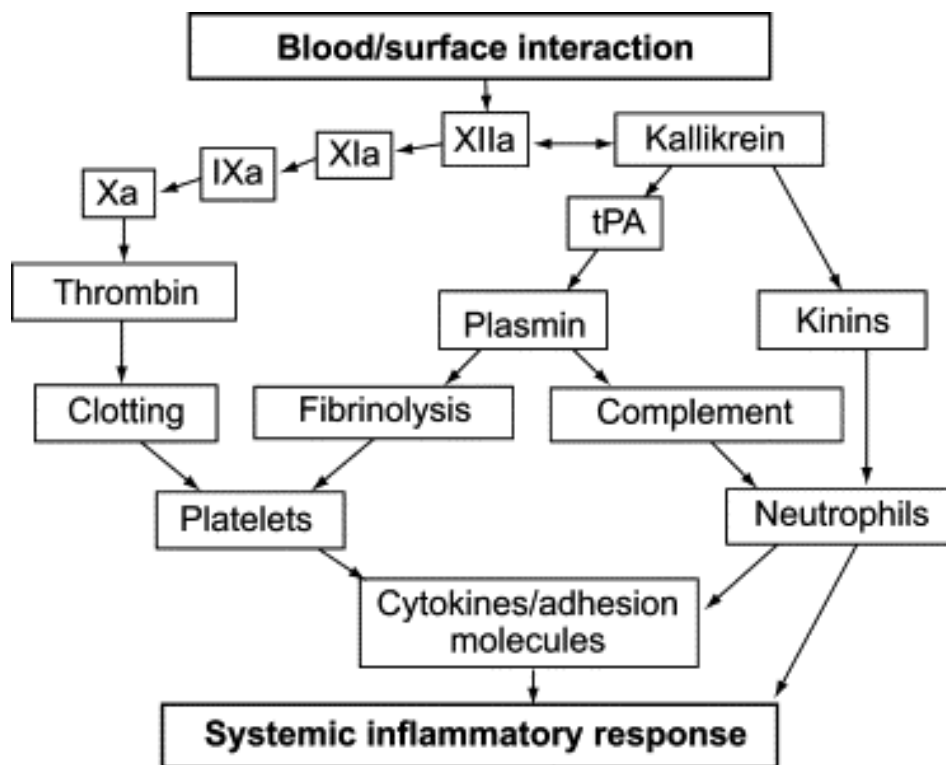 Blood/surface interaction
XIIa
Kallikrein
XIa
IXa
Xa
tPA
Thrombin
Plasmin
Kinins
Clotting
Fibrinolysis
Complement
Platelets
Neutrophils
Cytokines/adhesion
molecules
Systemic inflammatory response